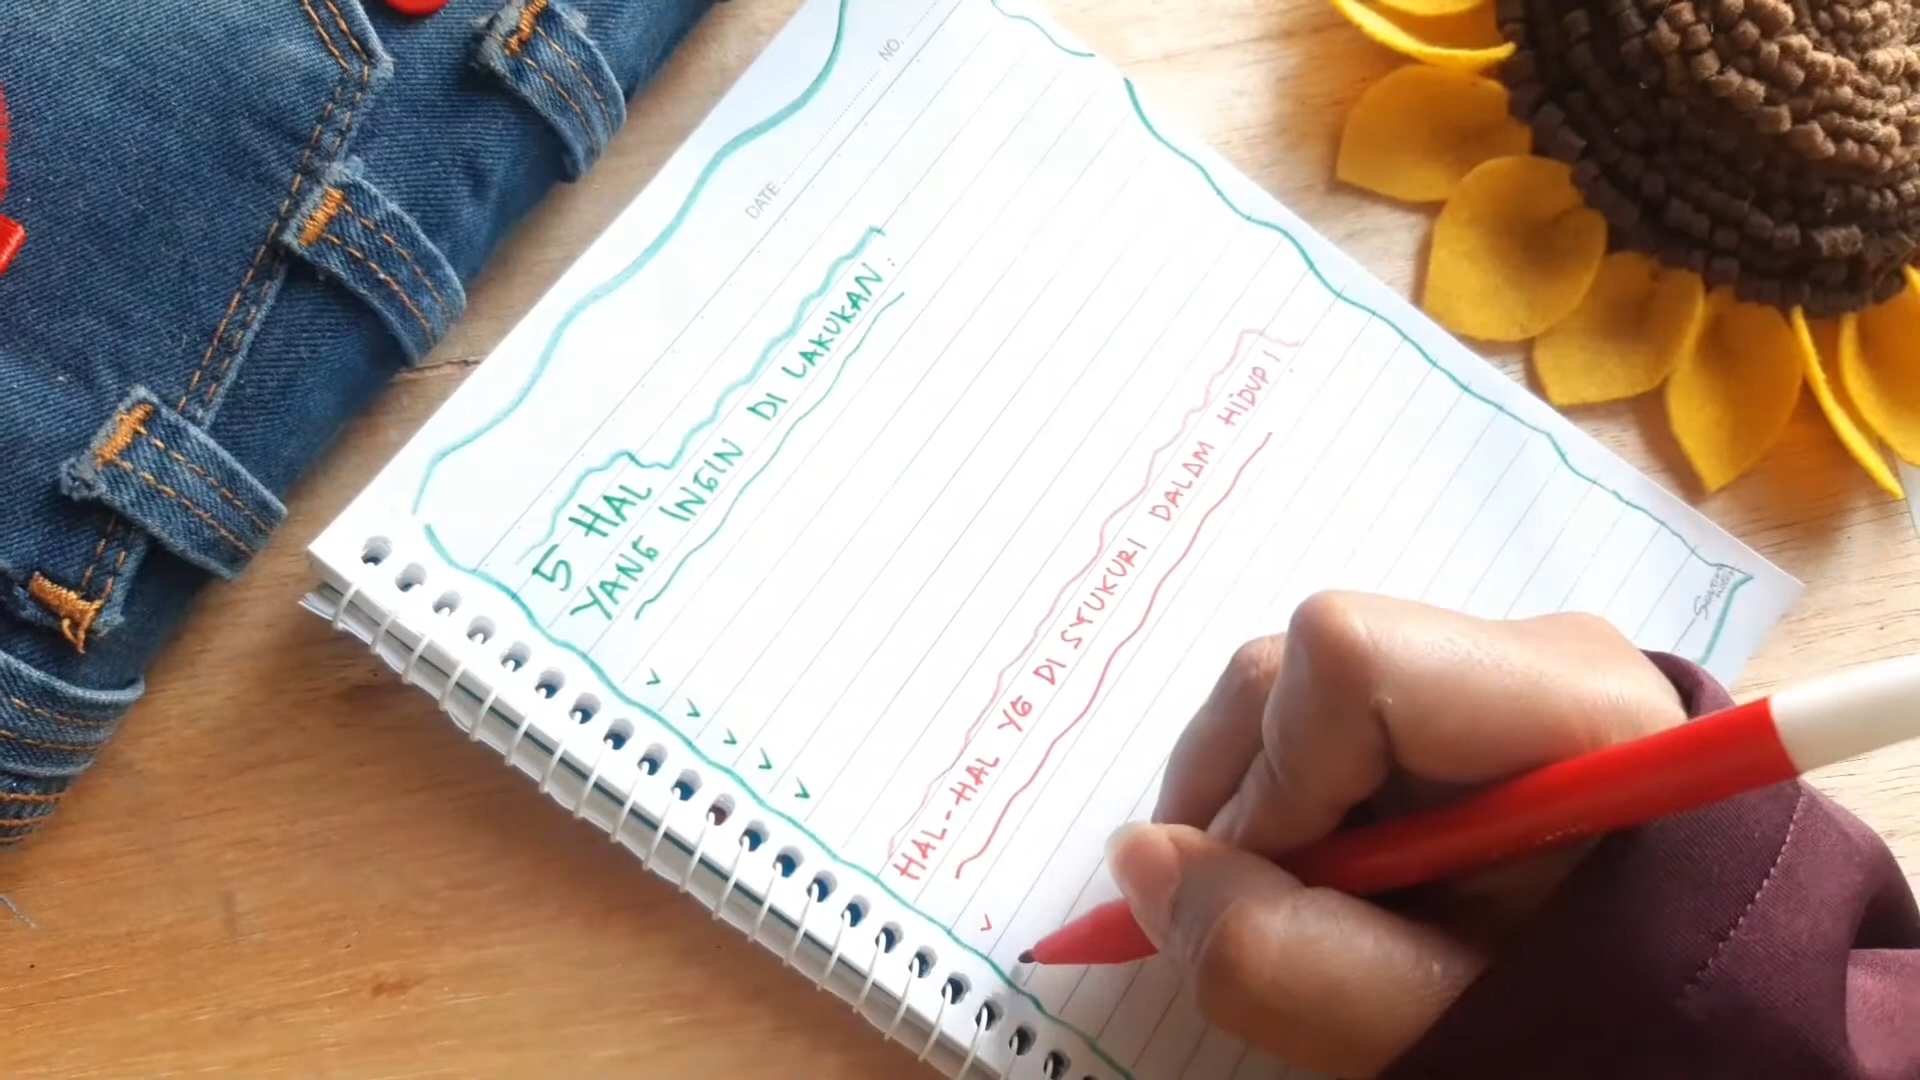 NO.
DATE
5 HAL
YANG INGIN DI LAKUKAN :
HAL-HAL YG DI SYUKURI DALAM HIDUP !